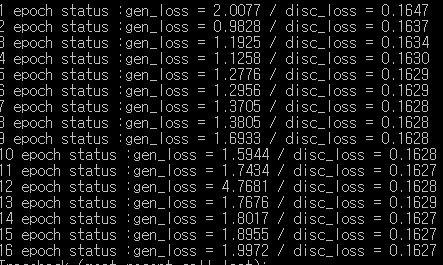 1 epoch status :gen_loss = 2.0077 / disc_loss = 0.1647
2 epoch status :gen_loss = 0.9828 / disc_loss = 0.1637
3 epoch status :gen_loss = 1.1925 / disc_loss = 0.1634
4 epoch status :gen_loss = 1.1258 / disc_loss = 0.1630
5 epoch status :gen_loss = 1.2776 / disc_loss = 0.1629
6 epoch status :gen_loss = 1.2956 / disc_loss = 0.1629
7 epoch status :gen_loss = 1.3705 / disc_loss = 0.1628
8 epoch status :gen_loss = 1.3805 / disc_loss = 0.1628
9 epoch status :gen_loss = 1.6933 / disc_loss = 0.1628
10 epoch status :gen_loss = 1.5944 / disc_loss = 0.1628
11 epoch status :gen_loss = 1.7434 / disc_loss = 0.1627
12 epoch status :gen_loss = 4.7681 / disc_loss = 0.1628
13 epoch status :gen_loss = 1.7676 / disc_loss = 0.1629
14 epoch status :gen_loss = 1.8017 / disc_loss = 0.1627
15 epoch status :gen_loss = 1.8955 / disc_loss = 0.1627
16 epoch status :gen_loss = 1.9972 / disc_loss = 0.1627
Traceback (most recent call last):